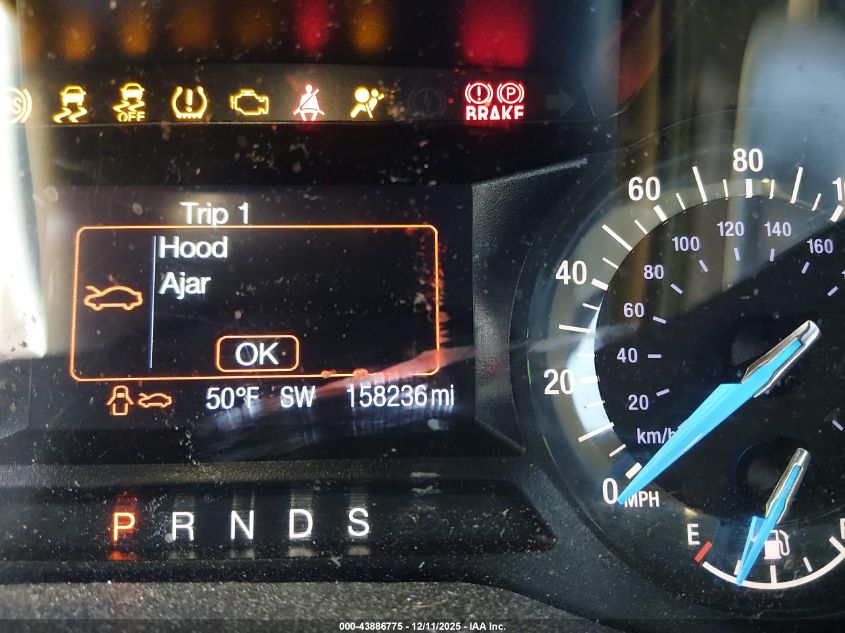 OFF
BRAKE
P
Trip 1
Hood
Ajar
OK
50°F SW 158236 mi
P R N D S
0 20 40 60 80
20 40 60 80 100 120 140 160
km/h
MPH
E
000-43886775 - 12/11/2025 - IAA Inc.